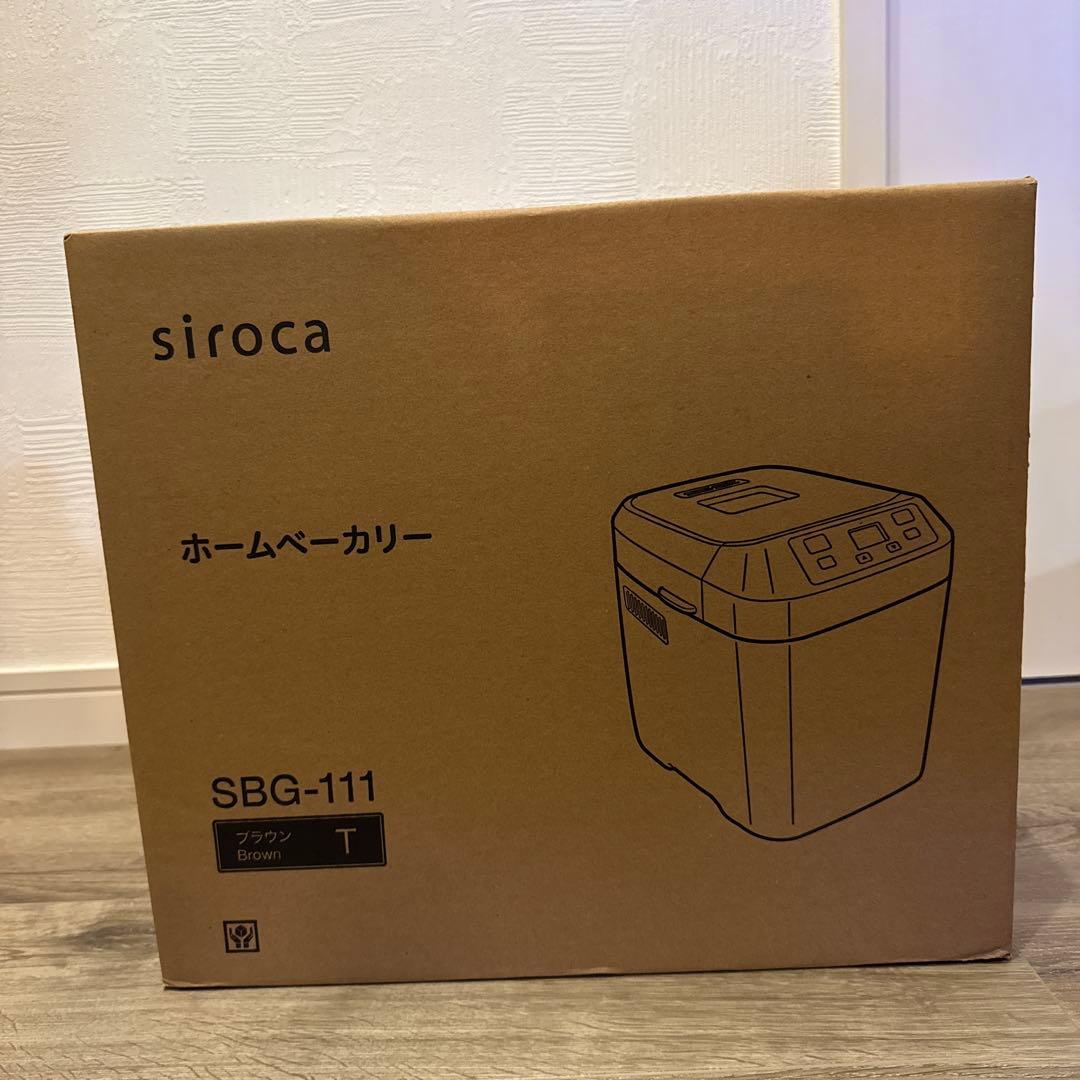 siroca
ホームベーカリー
SBG-111
ブラウン
Brown
T